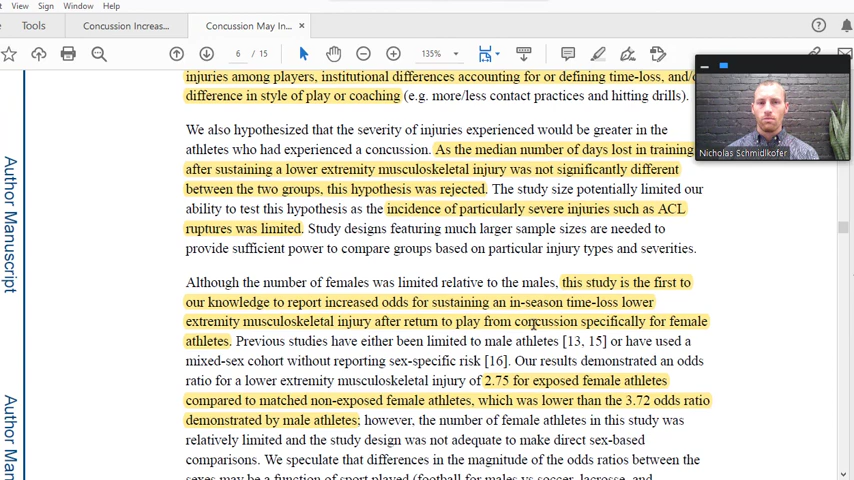 View Sign Window Help
Tools Concussion Increas... Concussion May In... ×
6 / 15 135%
injuries among players, institutional differences accounting for or defining time-loss, and/o
difference in style of play or coaching (e.g. more/less contact practices and hitting drills).
Nicholas Schmidlkofer
We also hypothesized that the severity of injuries experienced would be greater in the
athletes who had experienced a concussion. As the median number of days lost in training
after sustaining a lower extremity musculoskeletal injury was not significantly different
between the two groups, this hypothesis was rejected. The study size potentially limited our
ability to test this hypothesis as the incidence of particularly severe injuries such as ACL
ruptures was limited. Study designs featuring much larger sample sizes are needed to
provide sufficient power to compare groups based on particular injury types and severities.
Author Manuscript
Although the number of females was limited relative to the males, this study is the first to
our knowledge to report increased odds for sustaining an in-season time-loss lower
extremity musculoskeletal injury after return to play from concussion specifically for female
athletes. Previous studies have either been limited to male athletes [13, 15] or have used a
mixed-sex cohort without reporting sex-specific risk [16]. Our results demonstrated an odds
ratio for a lower extremity musculoskeletal injury of 2.75 for exposed female athletes
compared to matched non-exposed female athletes, which was lower than the 3.72 odds ratio
demonstrated by male athletes; however, the number of female athletes in this study was
relatively limited and the study design was not adequate to make direct sex-based
comparisons. We speculate that differences in the magnitude of the odds ratios between the
sexes may be a function of sport played (football for males vs soccer, lacrosse, and
Author Man